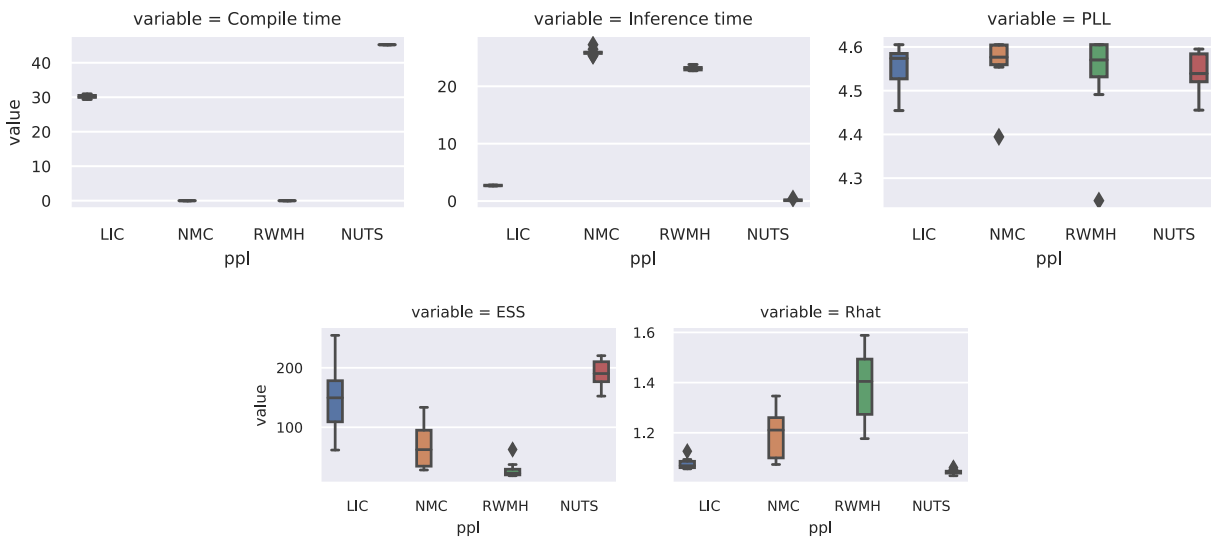 variable = Compile time
variable = Inference time
variable = PLL
value
40
30
20
10
0
LIC NMC RWMH NUTS
ppl
20
10
0
LIC NMC RWMH NUTS
ppl
4.6
4.5
4.4
4.3
LIC NMC RWMH NUTS
ppl
variable = ESS
variable = Rhat
value
200
100
LIC NMC RWMH NUTS
ppl
1.6
1.4
1.2
LIC NMC RWMH NUTS
ppl